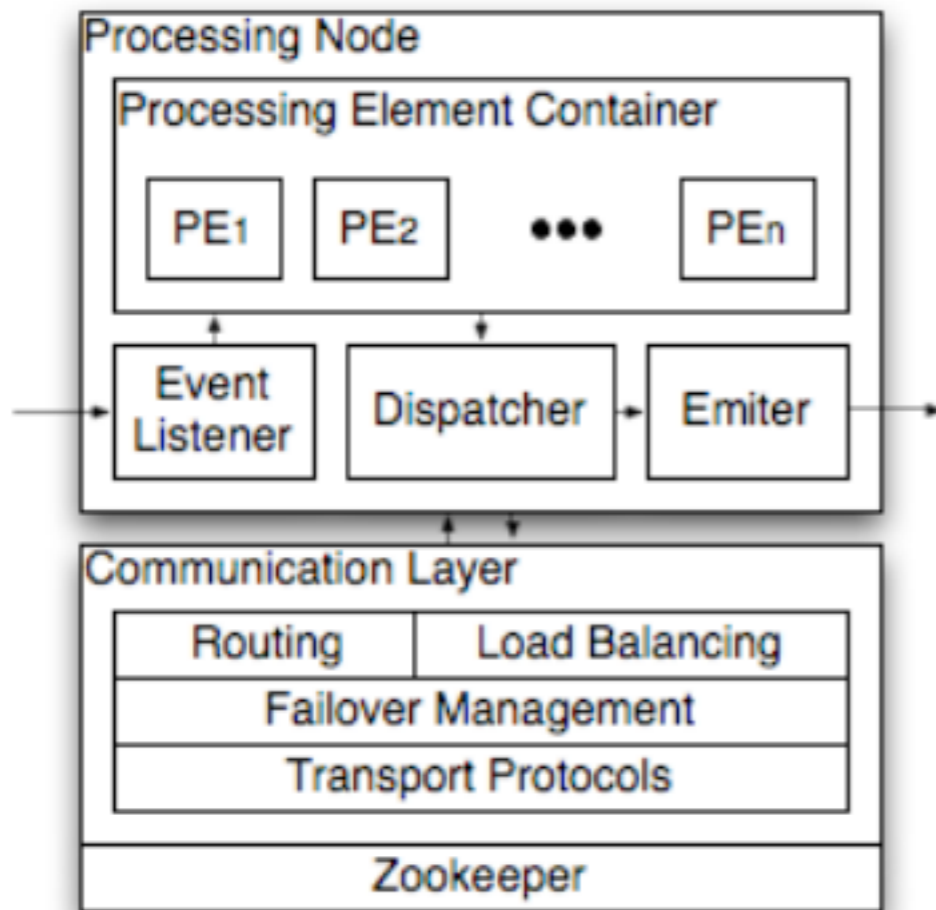 Processing Node
Processing Element Container
PE1 PE2 ••• PEn
Event
Listener
Dispatcher
Emiter
Communication Layer
Routing
Load Balancing
Failover Management
Transport Protocols
Zookeeper